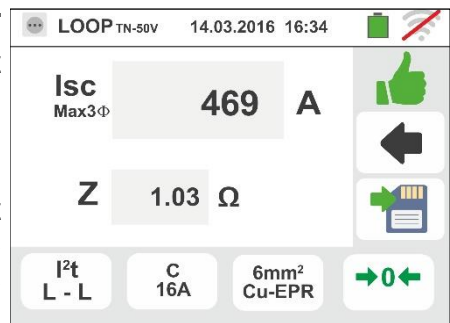 LOOP TN-50V 14.03.2016 16:34
Isc 469 A
Max3Φ
Z 1.03 Ω
I²t
L - L
C
16A
6mm²
Cu-EPR
→0←